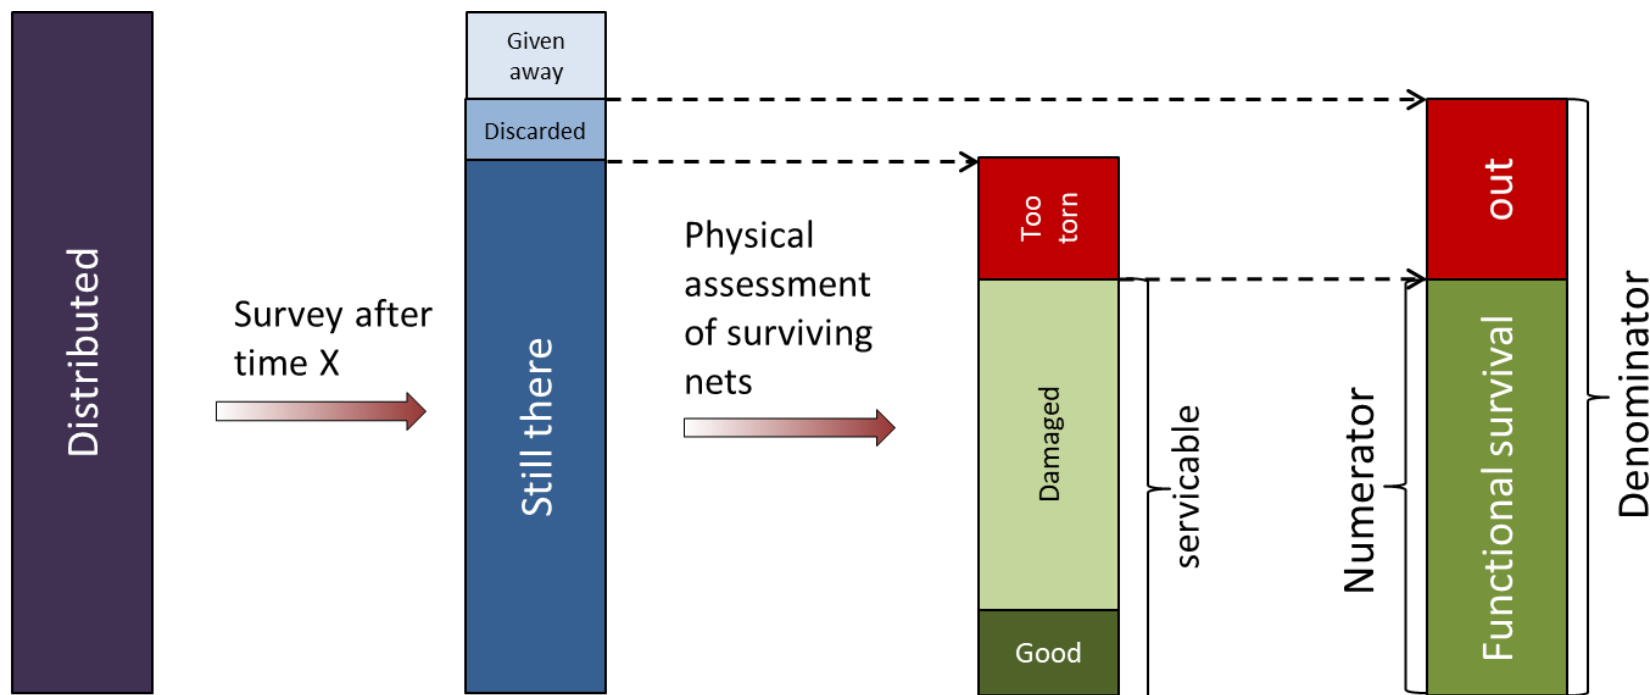 Distributed
Survey after
time X
Given
away
Discarded
Still there
Physical
assessment
of surviving
nets
Too
torn
Damaged
Good
servicable
Numerator
out
Functional survival
Denominator